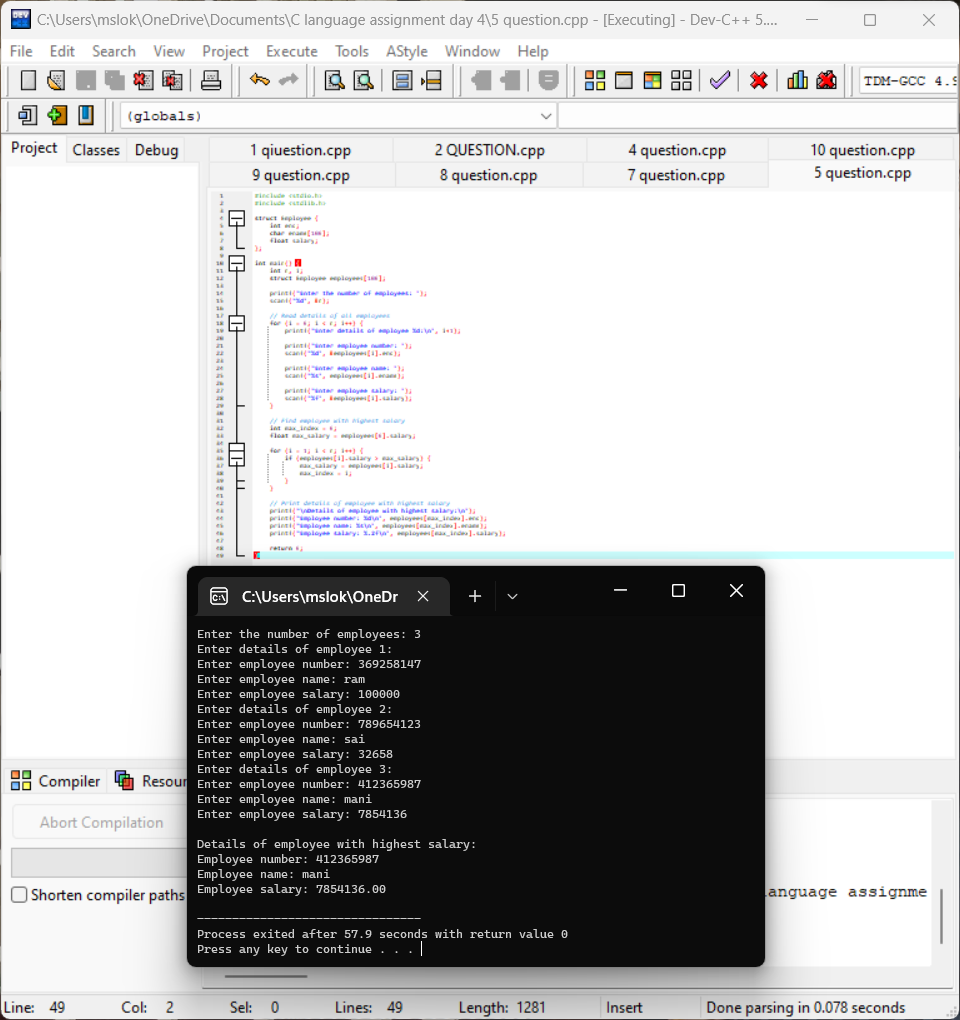 C:\Users\mslok\OneDrive\Documents\C language assignment day 4\5 question.cpp - [Executing] - Dev-C++ 5....
File Edit Search View Project Execute Tools AStyle Window Help
TDM-GCC 4.9
(globals)
Project Classes Debug
1 qiuestion.cpp 2 QUESTION.cpp 4 question.cpp 10 question.cpp
9 question.cpp 8 question.cpp 7 question.cpp 5 question.cpp
#include <stdio.h>
#include <stdlib.h>
struct Employee {
int eno;
char ename[100];
float salary;
};
int main() {
int n, i;
struct Employee employees[100];
printf("Enter the number of employees: ");
scanf("%d", &n);
// Read details of all employees
for (i = 0; i < n; i++) {
printf("Enter details of employee %d:\n", i+1);
printf("Enter employee number: ");
scanf("%d", &employees[i].eno);
printf("Enter employee name: ");
scanf("%s", employees[i].ename);
printf("Enter employee salary: ");
scanf("%f", &employees[i].salary);
}
// Find employee with highest salary
int max_index = 0;
float max_salary = employees[0].salary;
for (i = 1; i < n; i++) {
if (employees[i].salary > max_salary) {
max_salary = employees[i].salary;
max_index = i;
}
}
// Print details of employee with highest salary
printf("\nDetails of employee with highest salary:\n");
printf("Employee number: %d\n", employees[max_index].eno);
printf("Employee name: %s\n", employees[max_index].ename);
printf("Employee salary: %.2f\n", employees[max_index].salary);
return 0;
}
C:\Users\mslok\OneDr
Enter the number of employees: 3
Enter details of employee 1:
Enter employee number: 369258147
Enter employee name: ram
Enter employee salary: 100000
Enter details of employee 2:
Enter employee number: 789654123
Enter employee name: sai
Enter employee salary: 32658
Enter details of employee 3:
Enter employee number: 412365987
Enter employee name: mani
Enter employee salary: 7854136
Details of employee with highest salary:
Employee number: 412365987
Employee name: mani
Employee salary: 7854136.00
--------------------------------
Process exited after 57.9 seconds with return value 0
Press any key to continue . . .
Compiler Resour
Abort Compilation
Shorten compiler paths
language assignme
Line: 49 Col: 2 Sel: 0 Lines: 49 Length: 1281 Insert Done parsing in 0.078 seconds